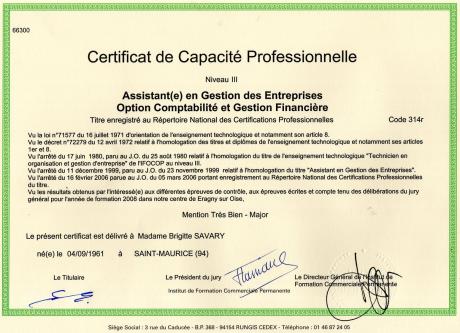 66300
Certificat de Capacité Professionnelle
Niveau III
Assistant(e) en Gestion des Entreprises
Option Comptabilité et Gestion Financière
Titre enregistré au Répertoire National des Certifications Professionnelles Code 314r
Vu la loi n°71577 du 16 juillet 1971 d'orientation de l'enseignement technologique et notamment son article 8.
Vu le décret n°72279 du 12 avril 1972 relatif à l'homologation des titres et diplômes de l'enseignement technologique et notamment ses articles
1er et 8.
Vu l'arrêté du 17 juin 1980, paru au J.O. du 25 août 1980 relatif à l'homologation du titre de l'enseignement technologique "Technicien en
organisation et gestion d'entreprise" de l'IFOCOP au niveau III.
Vu l'arrêté du 11 décembre 1999, paru au J.O. du 23 novembre 1999 relatif à l'homologation du titre "Assistant en Gestion des Entreprises".
Vu l'arrêté du 16 février 2006 parue au J.O. du 05 mars 2006 portant enregistrement au Répertoire National des Certifications Professionnelles
du titre.
Vu les résultats obtenus par l'intéressé(e) aux différentes épreuves de contrôle, aux épreuves écrites et compte tenu des délibérations du jury
général pour l'année de formation 2006 dans notre centre de Eragny sur Oise,
Mention Très Bien - Major
Le présent certificat est délivré à Madame Brigitte SAVARY
né(e) le 04/09/1961 à SAINT-MAURICE (94)
Le Titulaire Le Président du jury Le Directeur Général de l'Institut de
Institut de Formation Commerciale Permanente Formation Commerciale Permanente
Siège Social : 3 rue du Caducée - B.P. 368 - 94154 RUNGIS CEDEX - Téléphone : 01 46 87 24 05